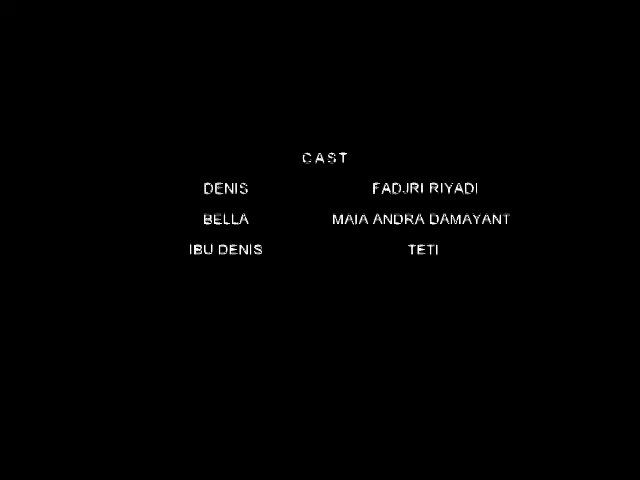 CAST
DENIS FADJRI RIYADI
BELLA MAIA ANDRA DAMAYANT
IBU DENIS TETI